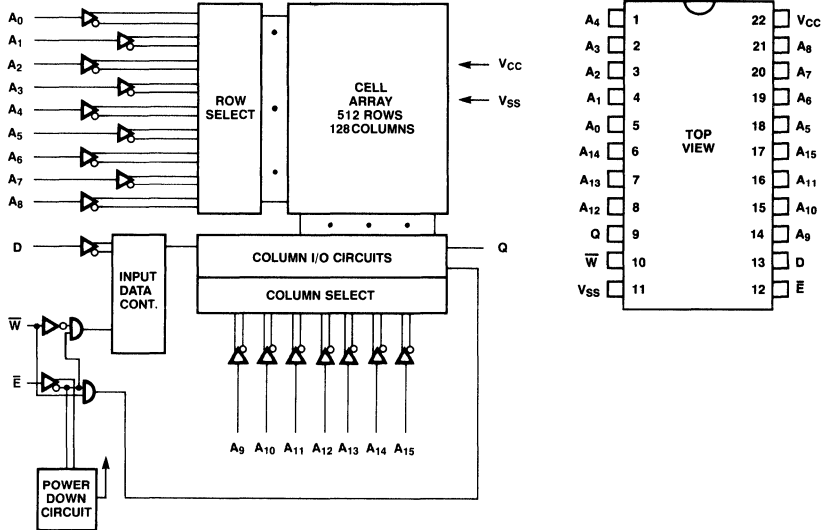 A0
A1
A2
A3
A4
A5
A6
A7
A8
ROW
SELECT
CELL
ARRAY
512 ROWS
128 COLUMNS
VCC
VSS
D
INPUT
DATA
CONT.
COLUMN I/O CIRCUITS
Q
COLUMN SELECT
W̅
E̅
A9 A10 A11 A12 A13 A14 A15
POWER
DOWN
CIRCUIT
A4 1 22 VCC
A3 2 21 A8
A2 3 20 A7
A1 4 19 A6
A0 5 18 A5
TOP
VIEW
A14 6 17 A15
A13 7 16 A11
A12 8 15 A10
Q 9 14 A9
W̅ 10 13 D
VSS 11 12 E̅